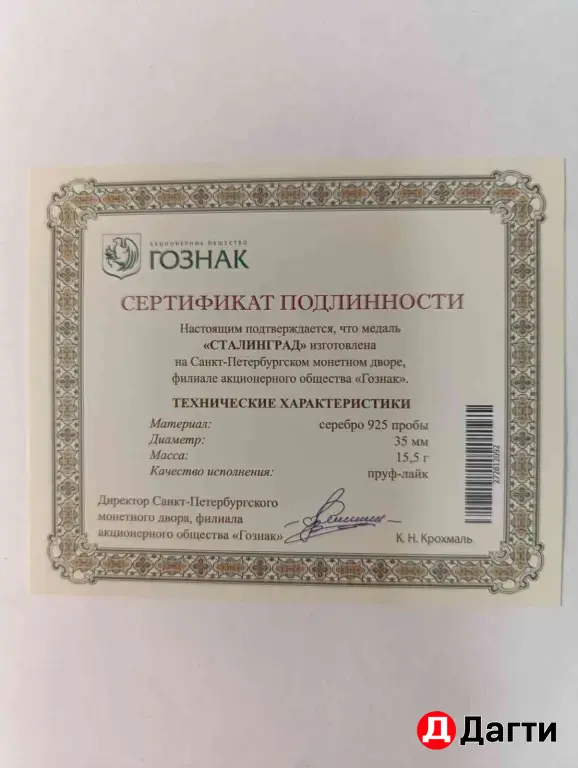 АКЦИОНЕРНОЕ ОБЩЕСТВО
ГОЗНАК
СЕРТИФИКАТ ПОДЛИННОСТИ
Настоящим подтверждается, что медаль
«СТАЛИНГРАД» изготовлена
на Санкт-Петербургском монетном дворе,
филиале акционерного общества «Гознак».
ТЕХНИЧЕСКИЕ ХАРАКТЕРИСТИКИ
Материал: серебро 925 пробы
Диаметр: 35 мм
Масса: 15,5 г
Качество исполнения: пруф-лайк
Директор Санкт-Петербургского
монетного двора, филиала
акционерного общества «Гознак»
К. Н. Крохмаль
Дагти